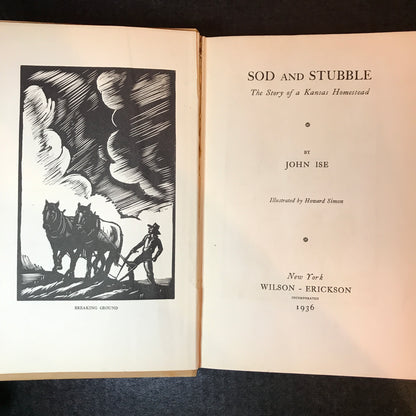 BREAKING GROUND
SOD AND STUBBLE
The Story of a Kansas Homestead
BY
JOHN ISE
Illustrated by Howard Simon
New York
WILSON - ERICKSON
INCORPORATED
1936